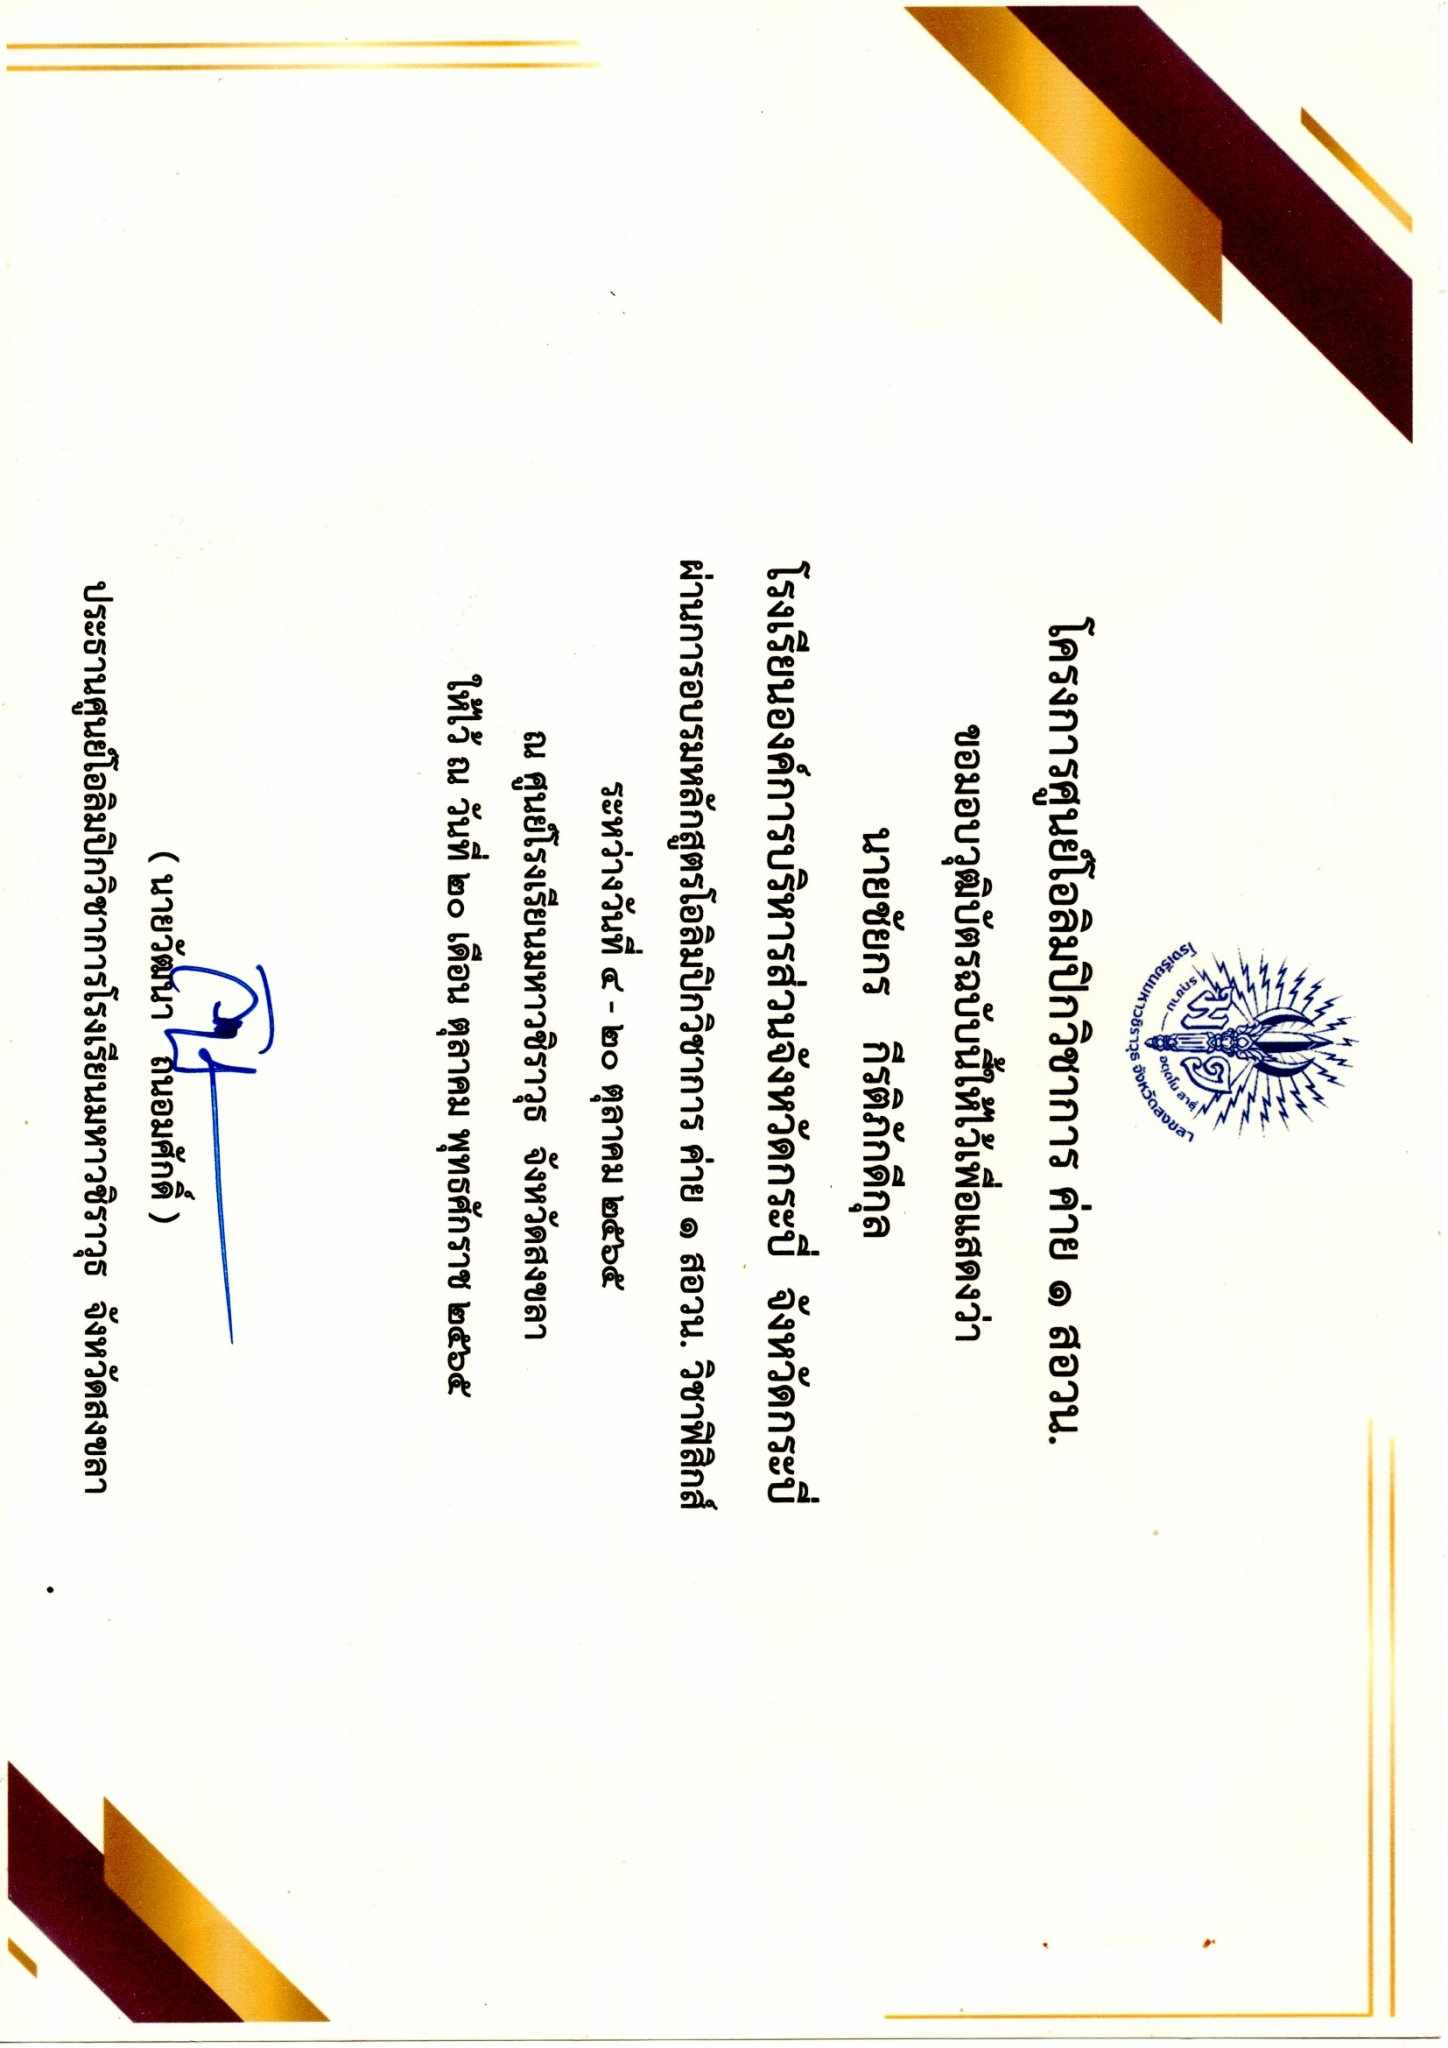 ม ว
รกฺขาม อตฺตโน สาธุํ
โรงเรียนมหาวชิราวุธ จังหวัดสงขลา
โครงการศูนย์โอลิมปิกวิชาการ ค่าย ๑ สอวน.
ขอมอบวุฒิบัตรฉบับนี้ให้ไว้เพื่อแสดงว่า
นายชัยกร กีรติภักดีกุล
โรงเรียนองค์การบริหารส่วนจังหวัดกระบี่ จังหวัดกระบี่
ผ่านการอบรมหลักสูตรโอลิมปิกวิชาการ ค่าย ๑ สอวน. วิชาฟิสิกส์
ระหว่างวันที่ ๔ - ๒๐ ตุลาคม ๒๕๖๕
ณ ศูนย์โรงเรียนมหาวชิราวุธ จังหวัดสงขลา
ให้ไว้ ณ วันที่ ๒๐ เดือน ตุลาคม พุทธศักราช ๒๕๖๕
( นายวัฒนา ถนอมศักดิ์ )
ประธานศูนย์โอลิมปิกวิชาการโรงเรียนมหาวชิราวุธ จังหวัดสงขลา